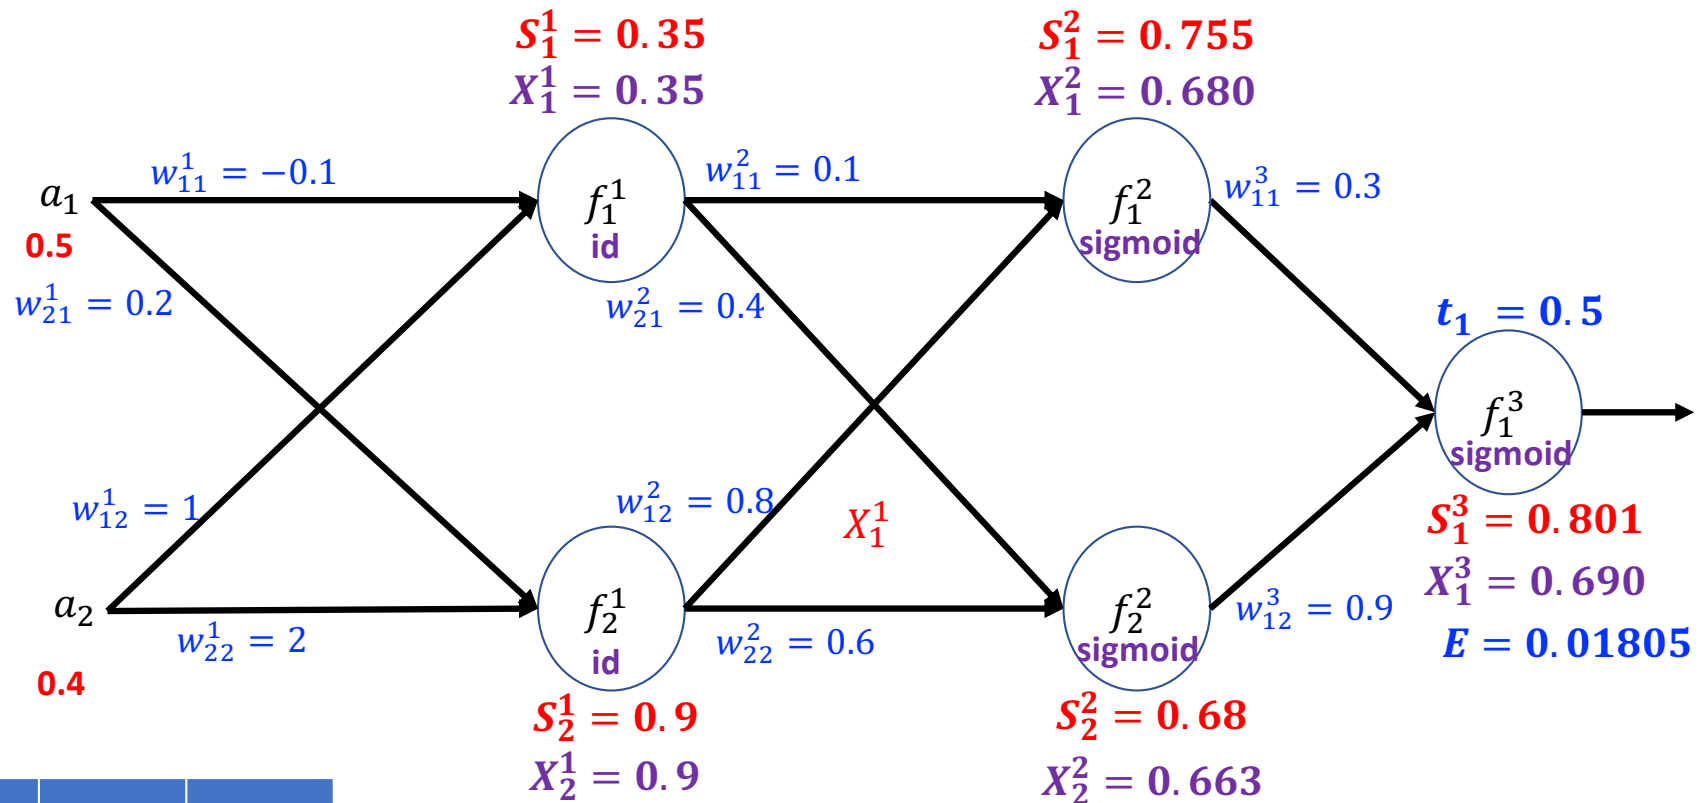 S₁¹ = 0.35
X₁¹ = 0.35
S₁² = 0.755
X₁² = 0.680
a₁
0.5
w₁₁¹ = −0.1
f₁¹
id
w₁₁² = 0.1
f₁²
sigmoid
w₁₁³ = 0.3
w₂₁¹ = 0.2
w₂₁² = 0.4
t₁ = 0.5
f₁³
sigmoid
w₁₂¹ = 1
w₁₂² = 0.8
X₁¹
S₁³ = 0.801
X₁³ = 0.690
E = 0.01805
a₂
0.4
w₂₂¹ = 2
f₂¹
id
w₂₂² = 0.6
f₂²
sigmoid
w₁₂³ = 0.9
S₂¹ = 0.9
X₂¹ = 0.9
S₂² = 0.68
X₂² = 0.663